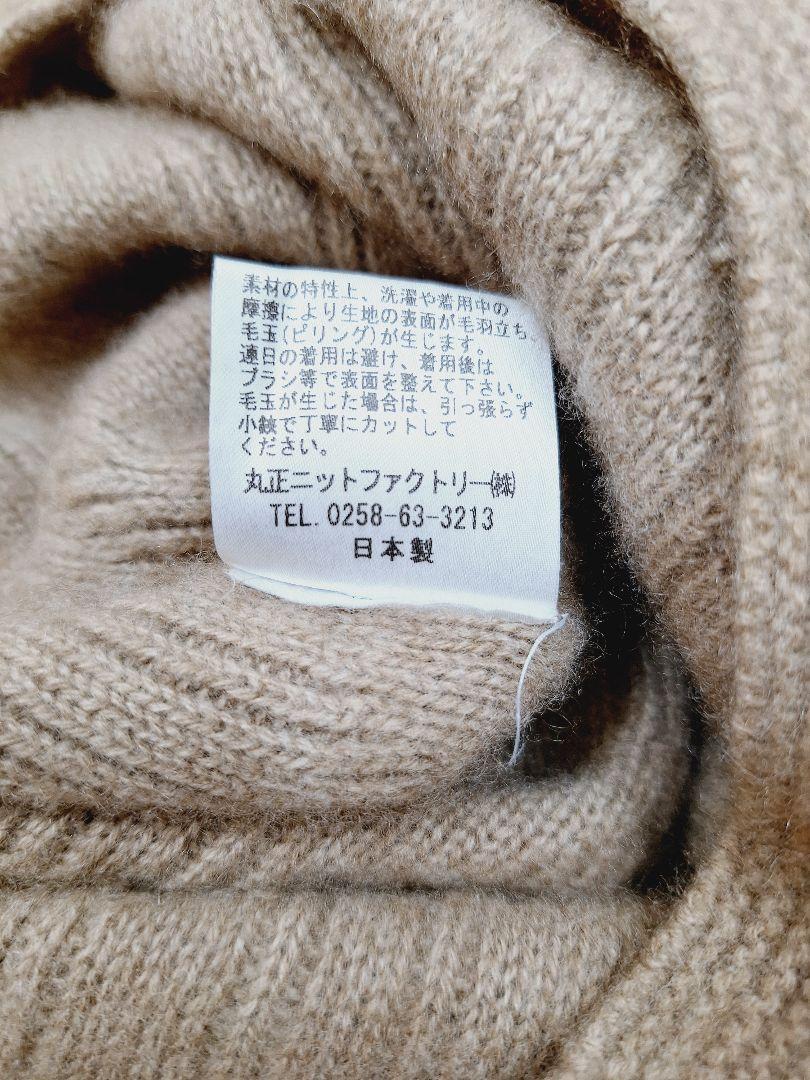 素材の特性上、洗濯や着用中の
摩擦により生地の表面が毛羽立ち、
毛玉(ピリング)が生じます。
連日の着用は避け、着用後は
ブラシ等で表面を整えて下さい。
毛玉が生じた場合は、引っ張らず
小鋏で丁寧にカットして
ください。
丸正ニットファクトリー㈱
TEL. 0258-63-3213
日本製